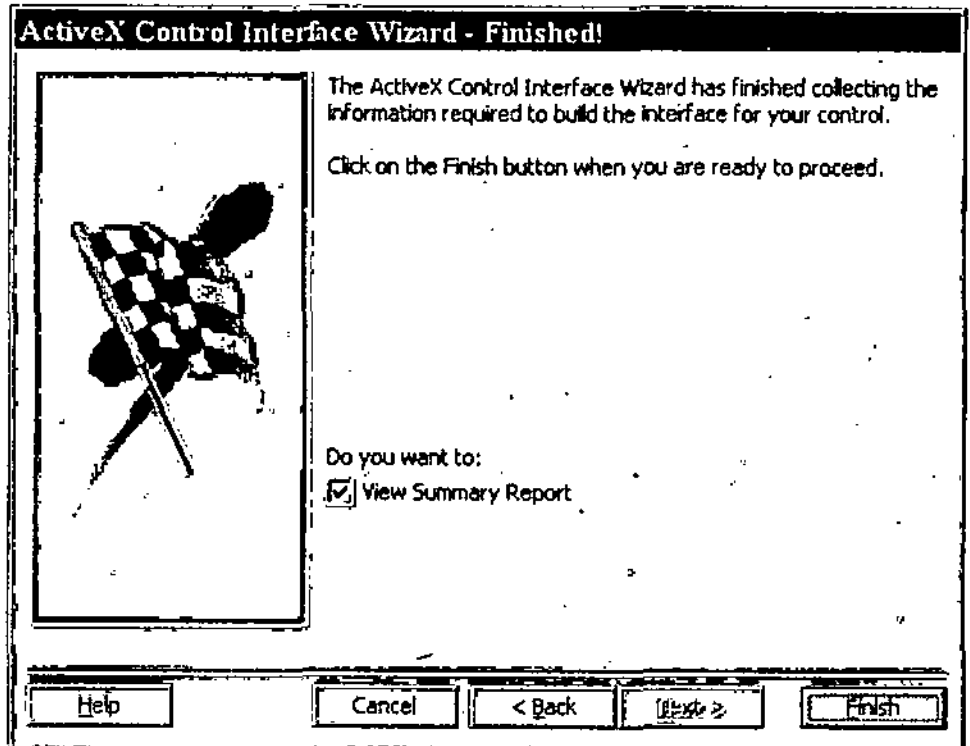 ActiveX Control Interface Wizard - Finished!
The ActiveX Control Interface Wizard has finished collecting the
information required to build the interface for your control.
Click on the Finish button when you are ready to proceed.
Do you want to:
View Summary Report
Help Cancel < Back Next > Finish